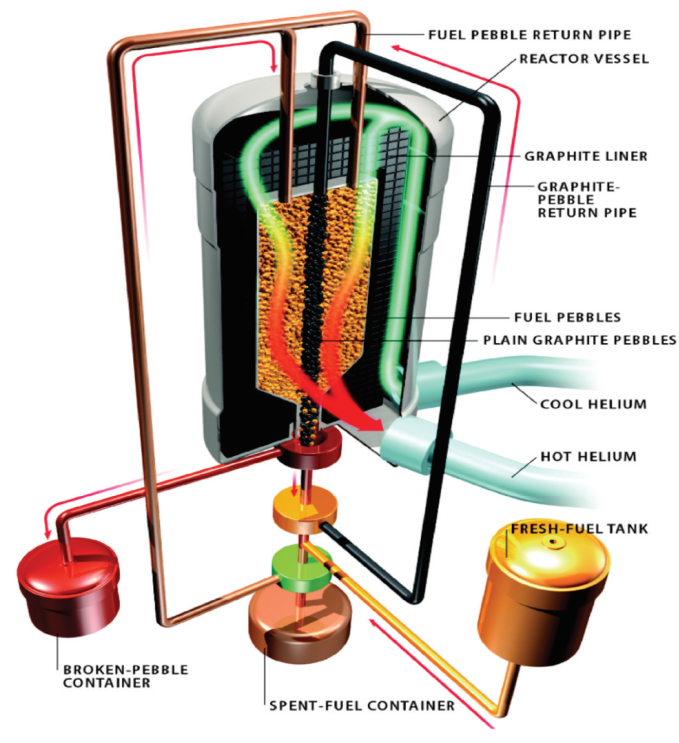 FUEL PEBBLE RETURN PIPE
REACTOR VESSEL
GRAPHITE LINER
GRAPHITE-
PEBBLE
RETURN PIPE
FUEL PEBBLES
PLAIN GRAPHITE PEBBLES
COOL HELIUM
HOT HELIUM
FRESH-FUEL TANK
BROKEN-PEBBLE
CONTAINER
SPENT-FUEL CONTAINER